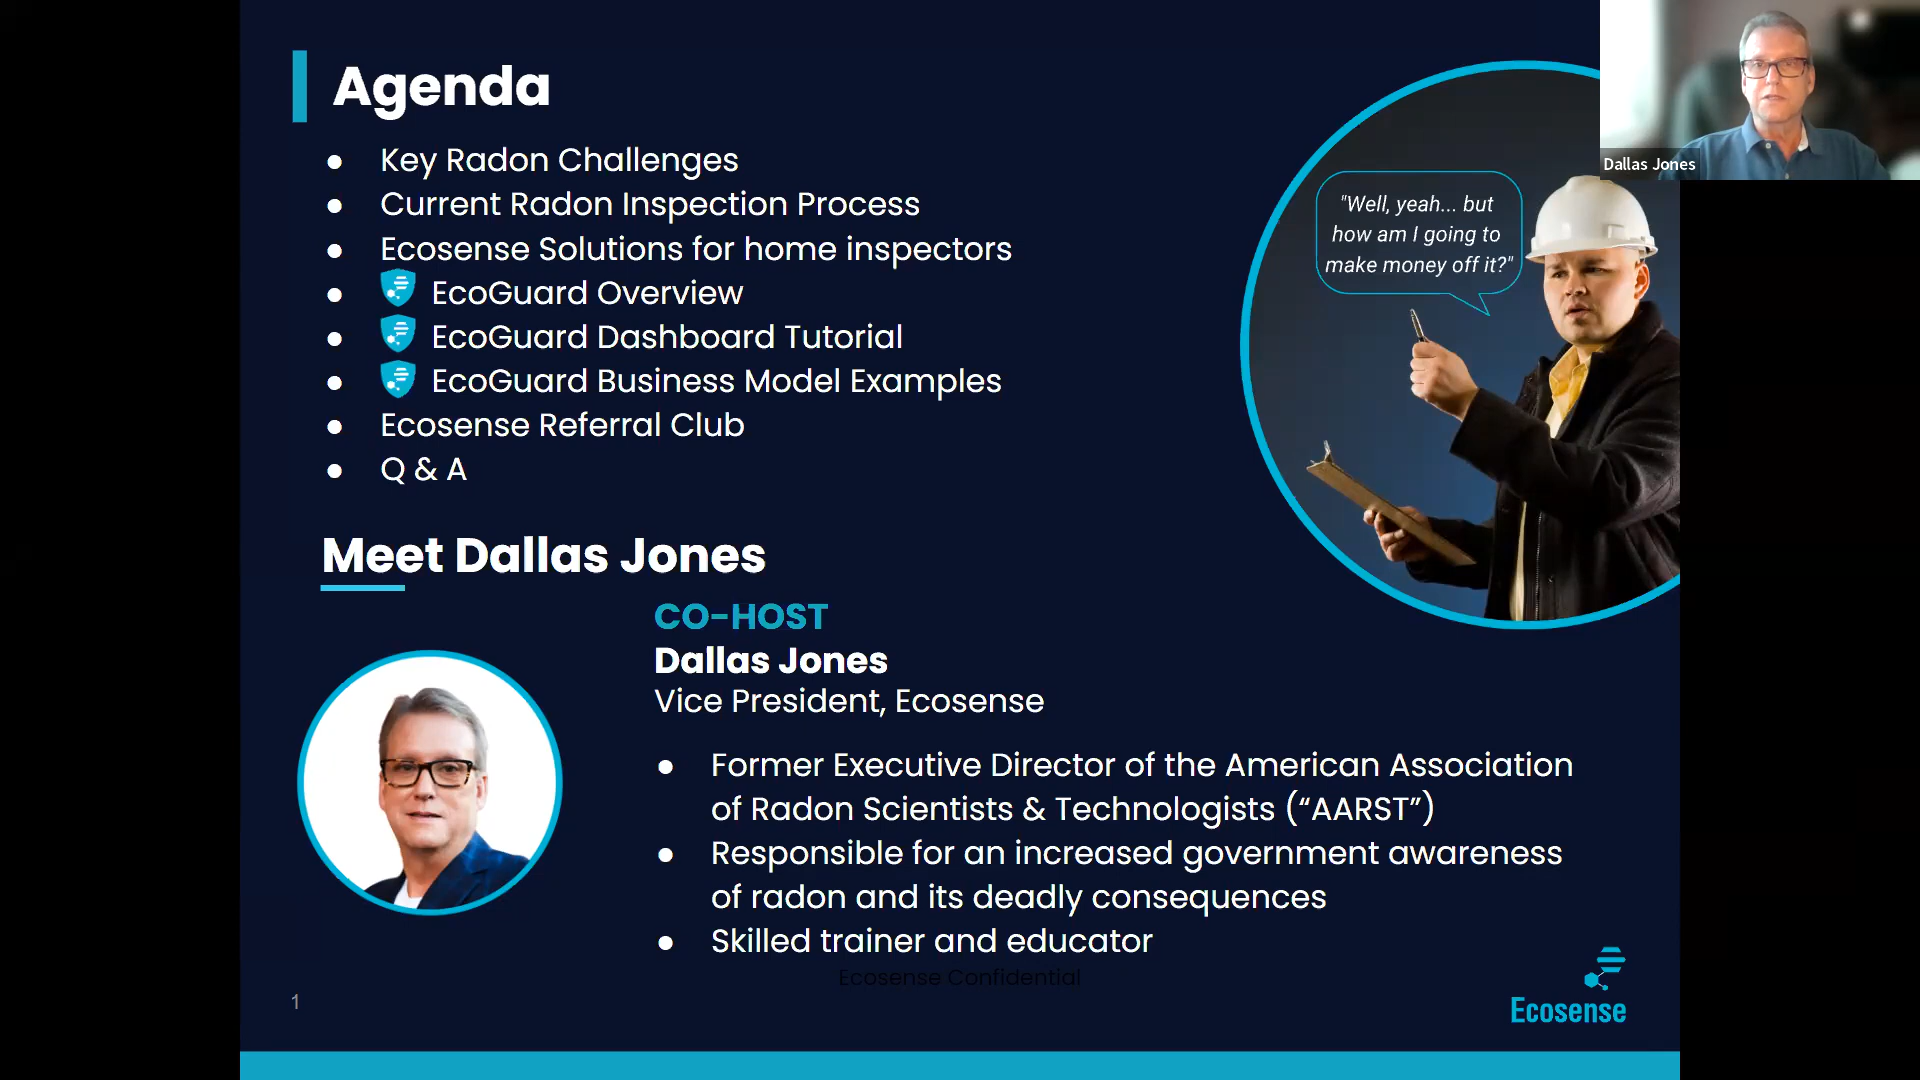 Agenda
Key Radon Challenges
Current Radon Inspection Process
Ecosense Solutions for home inspectors
EcoGuard Overview
EcoGuard Dashboard Tutorial
EcoGuard Business Model Examples
Ecosense Referral Club
Q & A
"Well, yeah... but
how am I going to
make money off it?"
Dallas Jones
Meet Dallas Jones
CO-HOST
Dallas Jones
Vice President, Ecosense
Former Executive Director of the American Association
of Radon Scientists & Technologists (“AARST”)
Responsible for an increased government awareness
of radon and its deadly consequences
Skilled trainer and educator
Ecosense Confidential
1
Ecosense